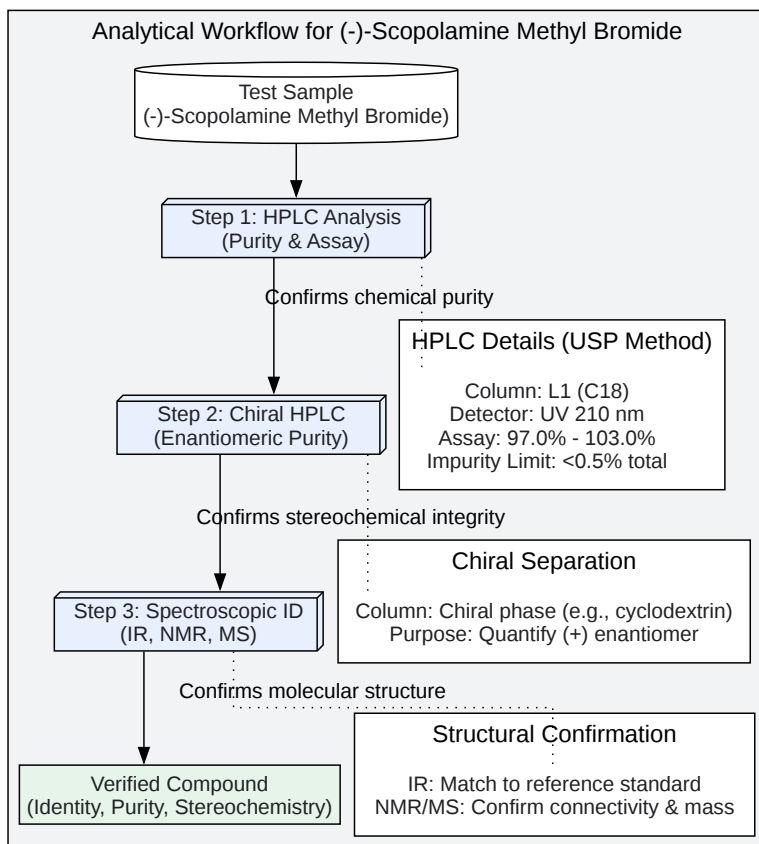 Analytical Workflow for (-)-Scopolamine Methyl Bromide
Test Sample
(-)-Scopolamine Methyl Bromide)
Step 1: HPLC Analysis
(Purity & Assay)
Confirms chemical purity
HPLC Details (USP Method)
Column: L1 (C18)
Detector: UV 210 nm
Assay: 97.0% - 103.0%
Impurity Limit: <0.5% total
Step 2: Chiral HPLC
(Enantiomeric Purity)
Confirms stereochemical integrity
Chiral Separation
Column: Chiral phase (e.g., cyclodextrin)
Purpose: Quantify (+) enantiomer
Step 3: Spectroscopic ID
(IR, NMR, MS)
Confirms molecular structure
Structural Confirmation
IR: Match to reference standard
NMR/MS: Confirm connectivity & mass
Verified Compound
(Identity, Purity, Stereochemistry)